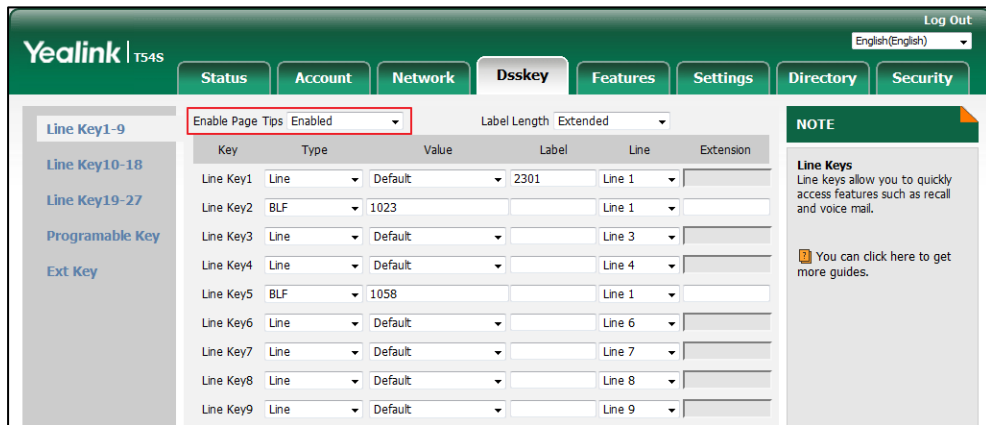 Log Out
Yealink T54S
English(English)
Status Account Network Dsskey Features Settings Directory Security
Line Key1-9
Line Key10-18
Line Key19-27
Programable Key
Ext Key
Enable Page Tips Enabled Label Length Extended
Key Type Value Label Line Extension
Line Key1 Line Default 2301 Line 1
Line Key2 BLF 1023 Line 1
Line Key3 Line Default Line 3
Line Key4 Line Default Line 4
Line Key5 BLF 1058 Line 1
Line Key6 Line Default Line 6
Line Key7 Line Default Line 7
Line Key8 Line Default Line 8
Line Key9 Line Default Line 9
NOTE
Line Keys
Line keys allow you to quickly
access features such as recall
and voice mail.
? You can click here to get
more guides.